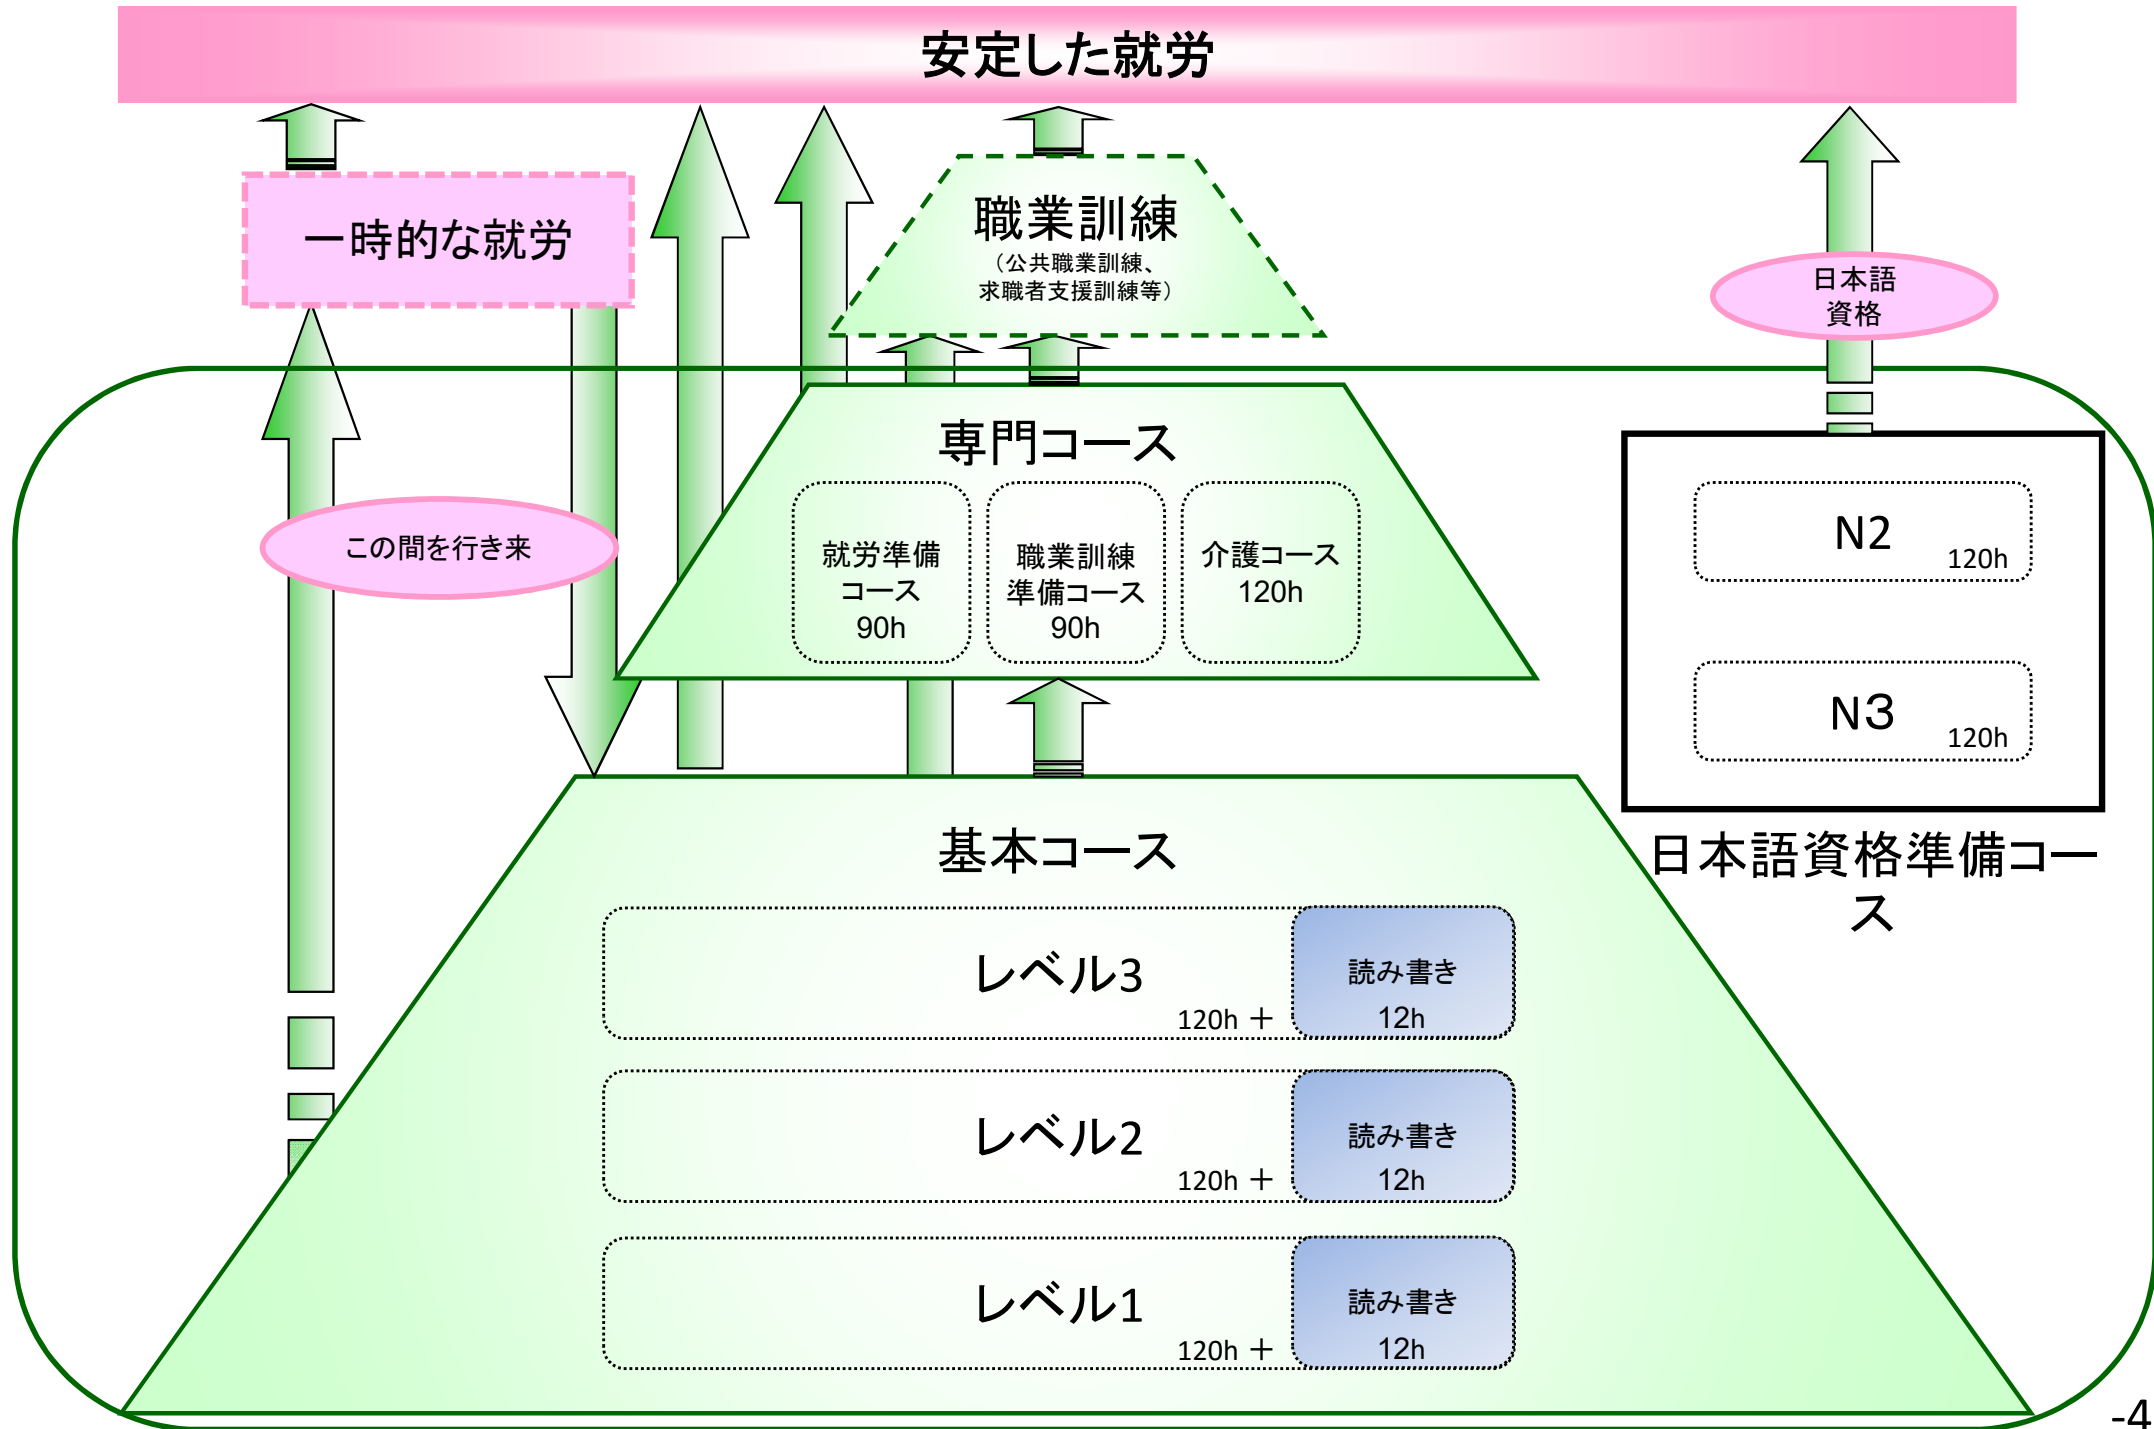 安定した就労
一時的な就労
職業訓練
（公共職業訓練、
求職者支援訓練等）
日本語
資格
この間を行き来
専門コース
就労準備
コース
90h
職業訓練
準備コース
90h
介護コース
120h
N2
120h
N3
120h
日本語資格準備コー
ス
基本コース
レベル3
120h ＋
読み書き
12h
レベル2
120h ＋
読み書き
12h
レベル1
120h ＋
読み書き
12h
-4